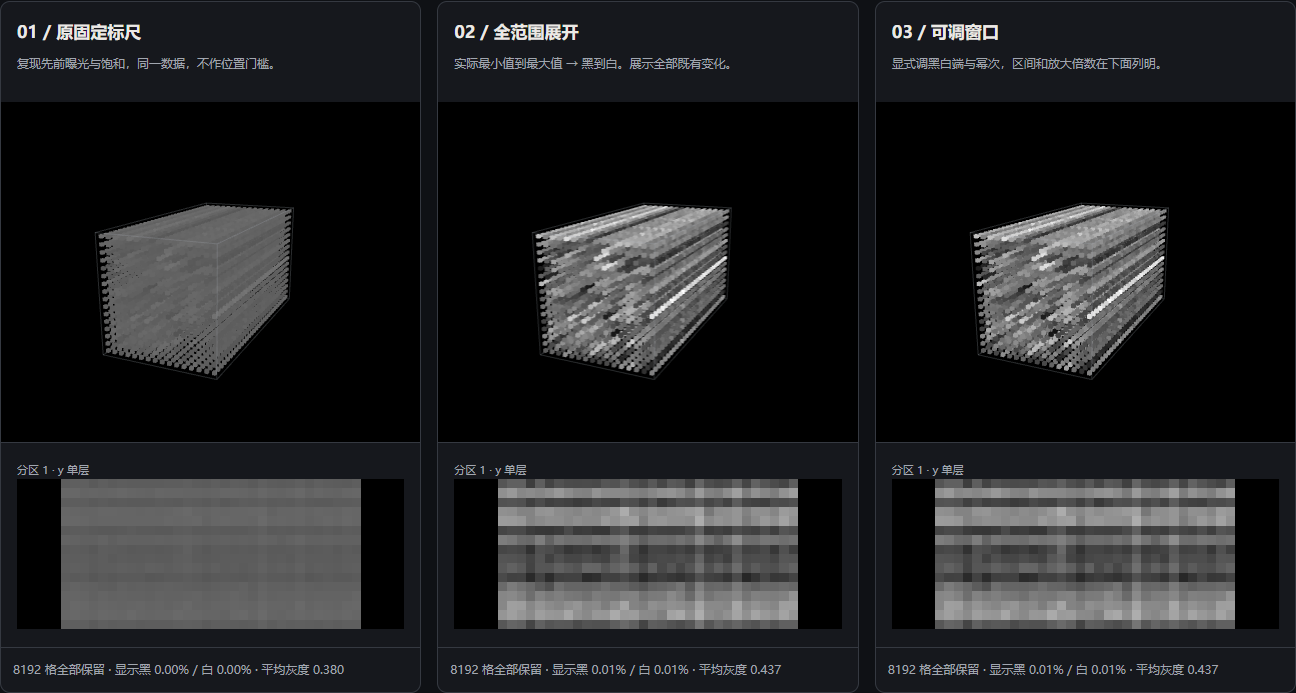 01 / 原固定标尺
复现先前曝光与饱和，同一数据，不作位置门槛。
分区 1 · y 单层
8192 格全部保留 · 显示黑 0.00% / 白 0.00% · 平均灰度 0.380
02 / 全范围展开
实际最小值到最大值 → 黑到白。展示全部既有变化。
分区 1 · y 单层
8192 格全部保留 · 显示黑 0.01% / 白 0.01% · 平均灰度 0.437
03 / 可调窗口
显式调黑白端与幂次，区间和放大倍数在下面列明。
分区 1 · y 单层
8192 格全部保留 · 显示黑 0.01% / 白 0.01% · 平均灰度 0.437